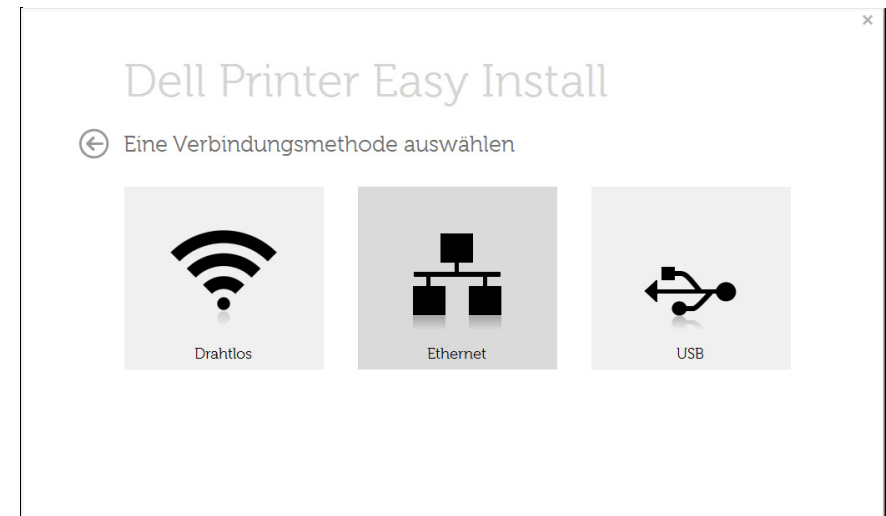 Dell Printer Easy Install
Eine Verbindungsmethode auswählen
Drahtlos
Ethernet
USB